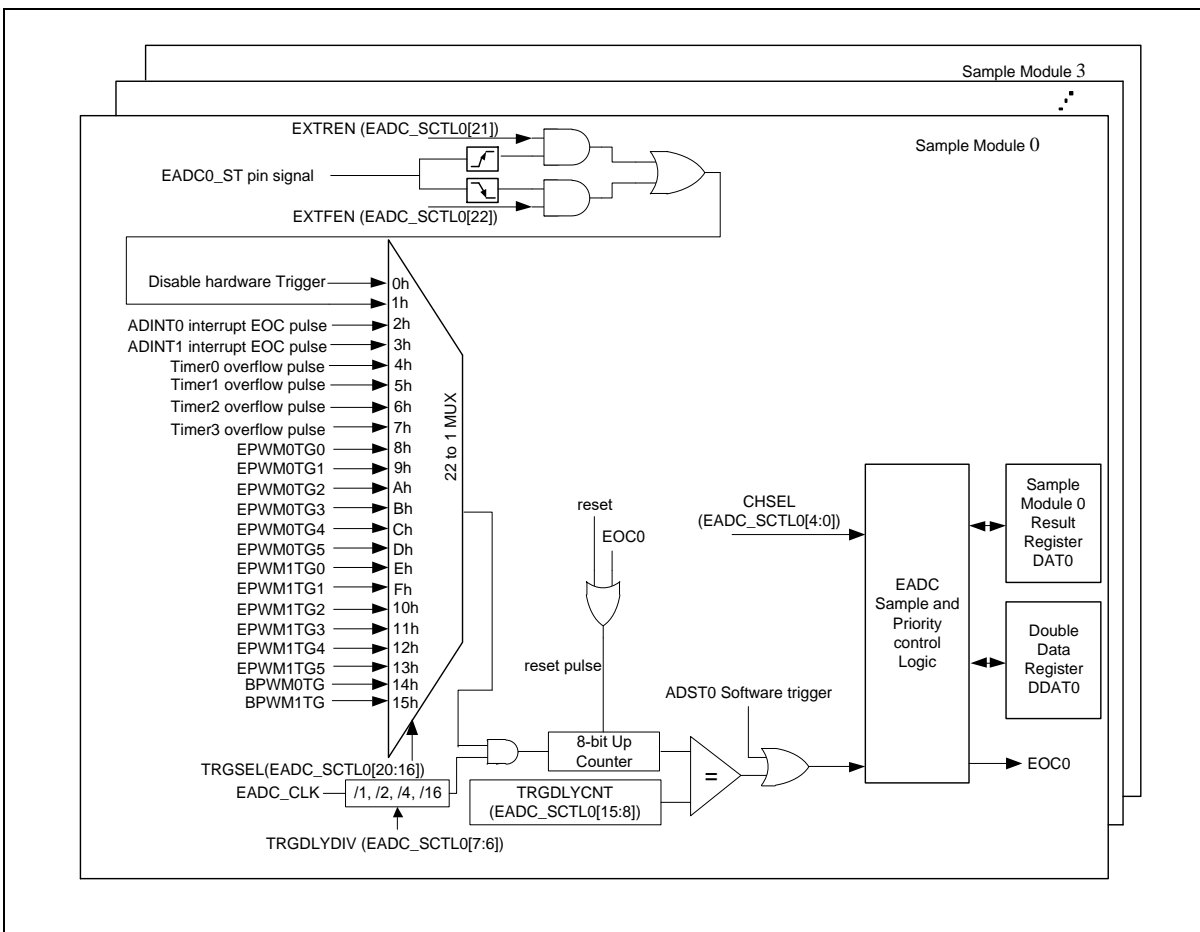 Sample Module 3
Sample Module 0
EXTREN (EADC_SCTL0[21])
EADC0_ST pin signal
EXTFEN (EADC_SCTL0[22])
Disable hardware Trigger
0h
1h
ADINT0 interrupt EOC pulse
2h
ADINT1 interrupt EOC pulse
3h
Timer0 overflow pulse
4h
Timer1 overflow pulse
5h
Timer2 overflow pulse
6h
Timer3 overflow pulse
7h
EPWM0TG0
8h
EPWM0TG1
9h
EPWM0TG2
Ah
EPWM0TG3
Bh
EPWM0TG4
Ch
EPWM0TG5
Dh
EPWM1TG0
Eh
EPWM1TG1
Fh
EPWM1TG2
10h
EPWM1TG3
11h
EPWM1TG4
12h
EPWM1TG5
13h
BPWM0TG
14h
BPWM1TG
15h
22 to 1 MUX
TRGSEL(EADC_SCTL0[20:16])
EADC_CLK
/1, /2, /4, /16
TRGDLYDIV (EADC_SCTL0[7:6])
reset
EOC0
reset pulse
8-bit Up
Counter
TRGDLYCNT
(EADC_SCTL0[15:8])
=
ADST0 Software trigger
CHSEL
(EADC_SCTL0[4:0])
EADC
Sample and
Priority
control
Logic
Sample
Module 0
Result
Register
DAT0
Double
Data
Register
DDAT0
EOC0